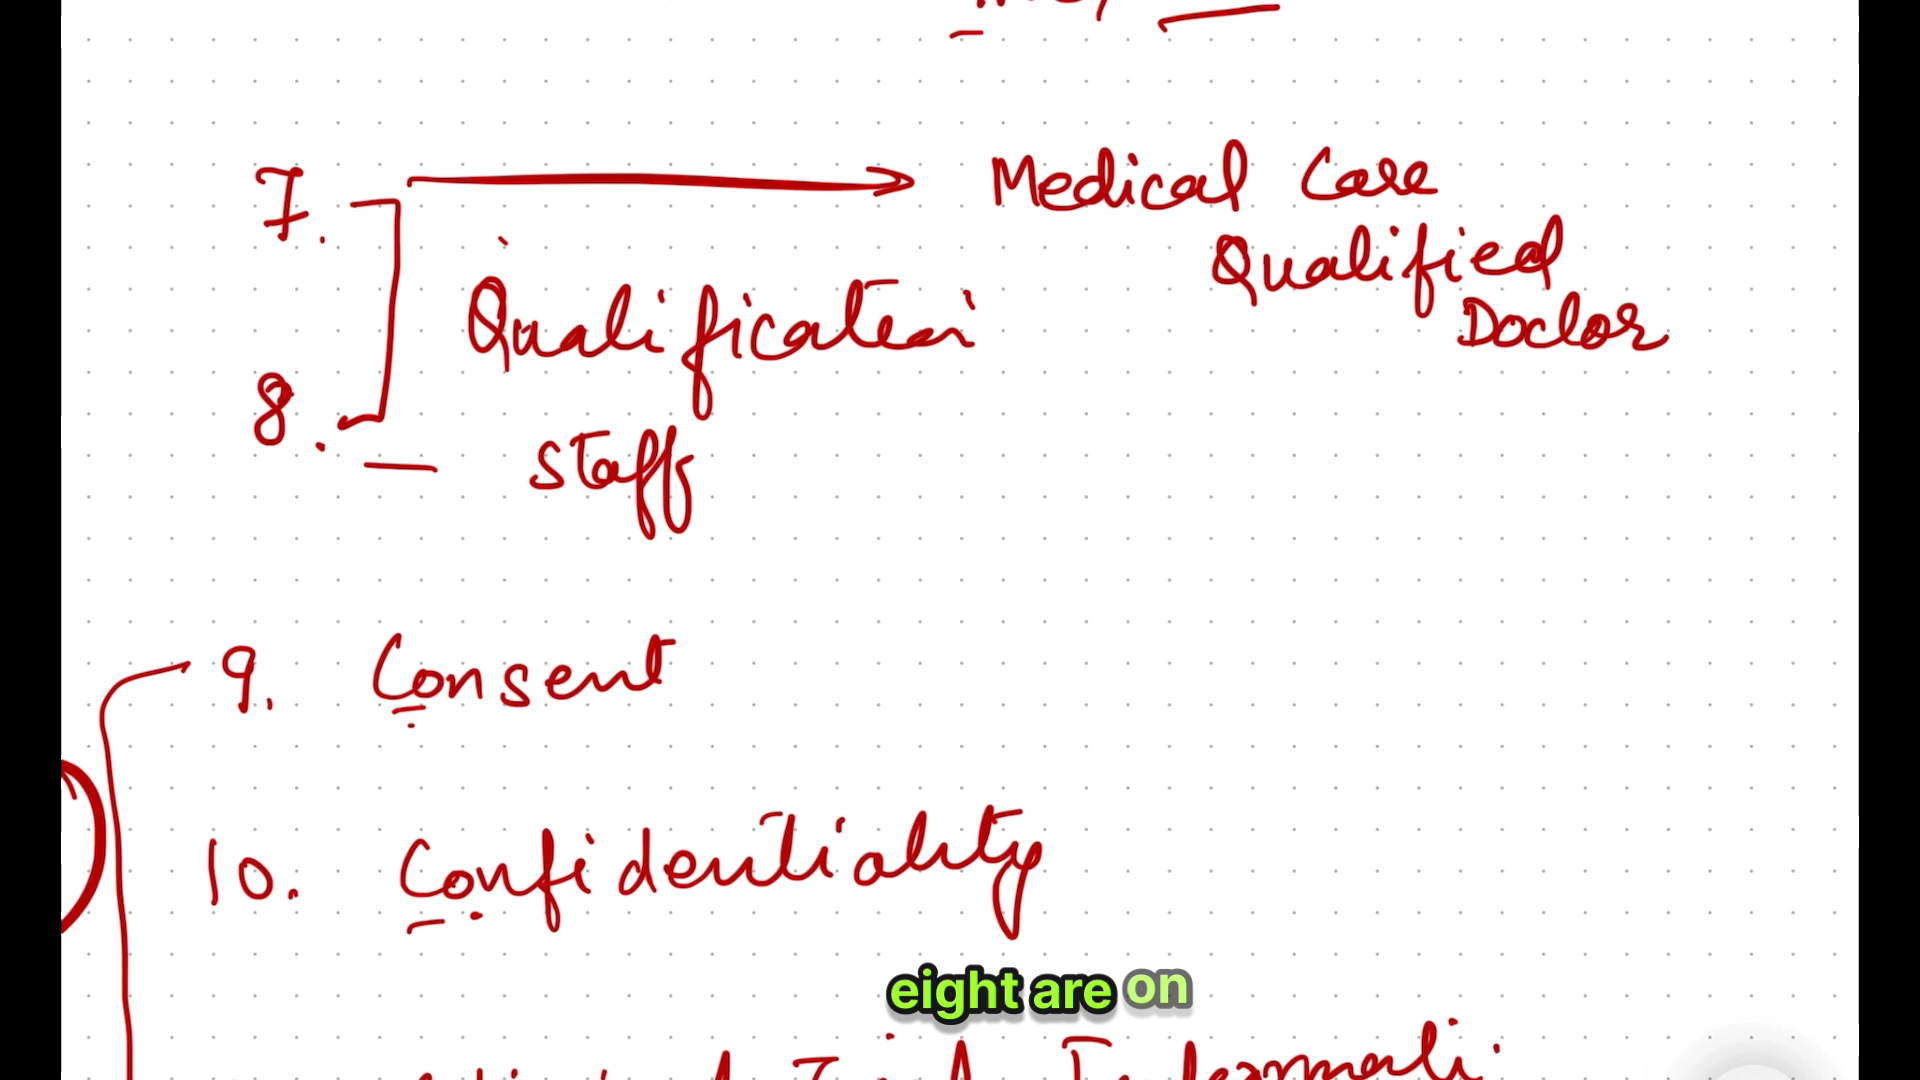 7. Medical Care
Qualified
Doctor
Qualification
8. Staff
9. Consent
10. Confidentiality
eight are on